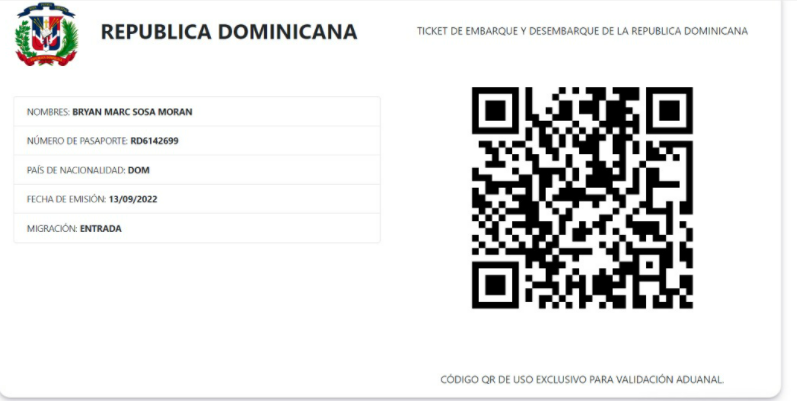 REPUBLICA DOMINICANA
TICKET DE EMBARQUE Y DESEMBARQUE DE LA REPUBLICA DOMINICANA
NOMBRES: BRYAN MARC SOSA MORAN
NÚMERO DE PASAPORTE: RD6142699
PAÍS DE NACIONALIDAD: DOM
FECHA DE EMISIÓN: 13/09/2022
MIGRACIÓN: ENTRADA
CÓDIGO QR DE USO EXCLUSIVO PARA VALIDACIÓN ADUANAL.